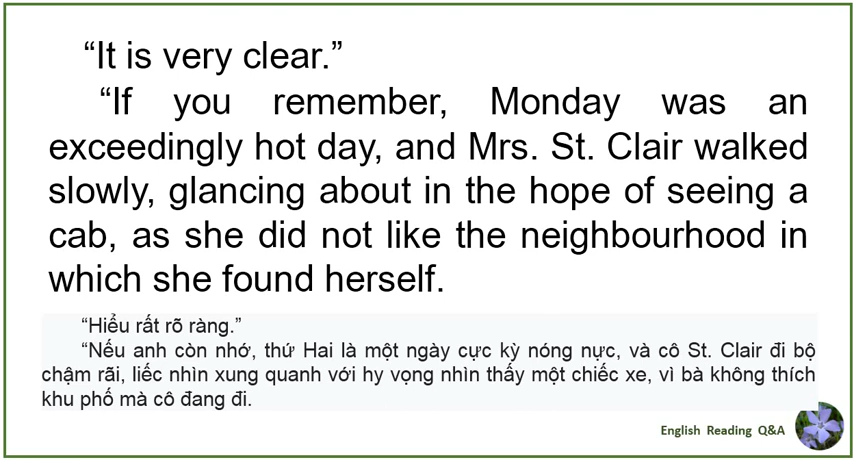 “It is very clear.”
“If you remember, Monday was an
exceedingly hot day, and Mrs. St. Clair walked
slowly, glancing about in the hope of seeing a
cab, as she did not like the neighbourhood in
which she found herself.
“Hiểu rất rõ ràng.”
“Nếu anh còn nhớ, thứ Hai là một ngày cực kỳ nóng nực, và cô St. Clair đi bộ
chậm rãi, liếc nhìn xung quanh với hy vọng nhìn thấy một chiếc xe, vì bà không thích
khu phố mà cô đang đi.
English Reading Q&A